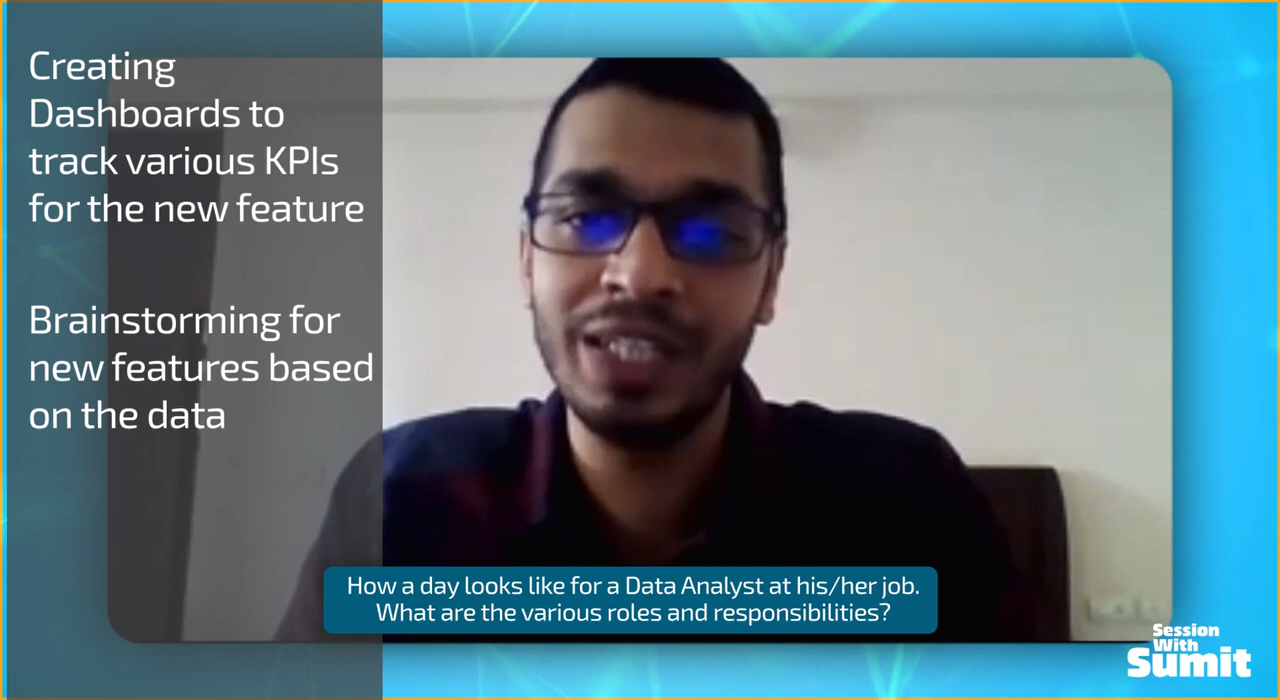 Creating
Dashboards to
track various KPIs
for the new feature
Brainstorming for
new features based
on the data
How a day looks like for a Data Analyst at his/her job.
What are the various roles and responsibilities?
Session
With
Sumit